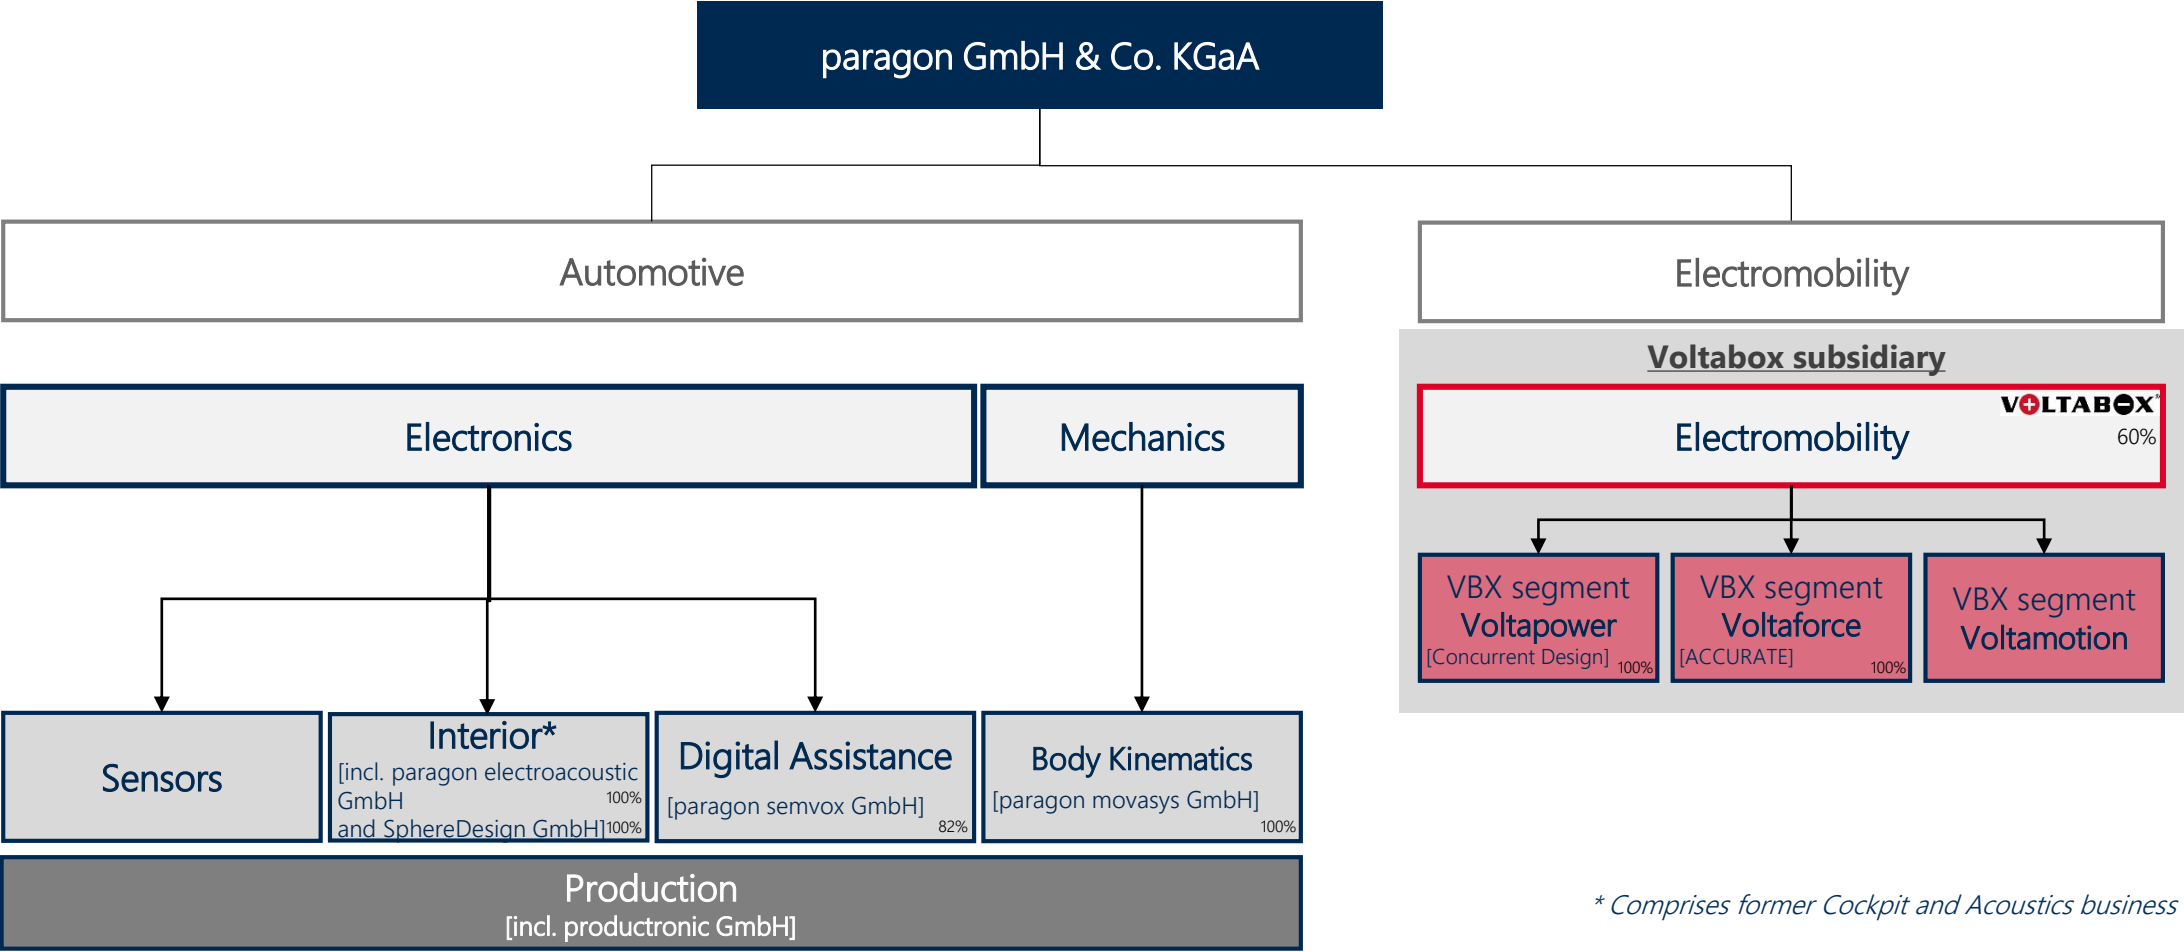 paragon GmbH & Co. KGaA
Automotive
Electromobility
Voltabox subsidiary
Electronics
Mechanics
VOLTABOX®
Electromobility
60%
VBX segment
Voltapower
[Concurrent Design]
100%
VBX segment
Voltaforce
[ACCURATE]
100%
VBX segment
Voltamotion
Sensors
Interior*
[incl. paragon electroacoustic
GmbH
100%
and SphereDesign GmbH]
100%
Digital Assistance
[paragon semvox GmbH]
82%
Body Kinematics
[paragon movasys GmbH]
100%
Production
[incl. productronic GmbH]
* Comprises former Cockpit and Acoustics business